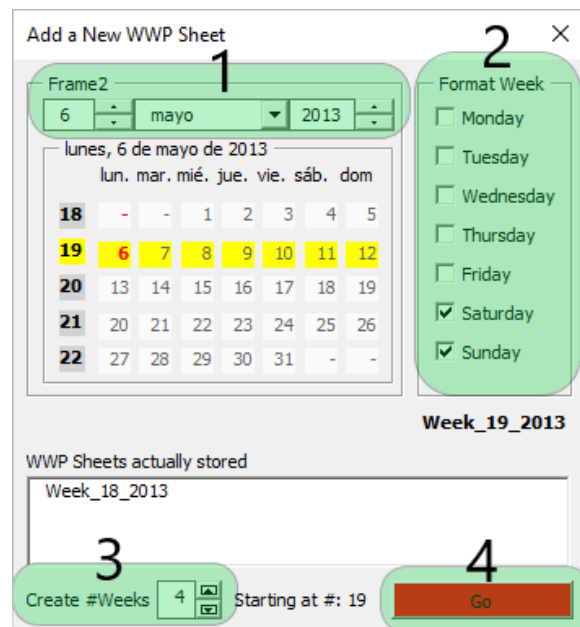 Add a New WWP Sheet
1
2
Frame2
6 mayo 2013
lunes, 6 de mayo de 2013
lun. mar. mié. jue. vie. sáb. dom
18 - - 1 2 3 4 5
19 6 7 8 9 10 11 12
20 13 14 15 16 17 18 19
21 20 21 22 23 24 25 26
22 27 28 29 30 31 - -
Format Week
Monday
Tuesday
Wednesday
Thursday
Friday
Saturday
Sunday
Week_19_2013
WWP Sheets actually stored
Week_18_2013
3
4
Create #Weeks 4 Starting at #: 19
Go